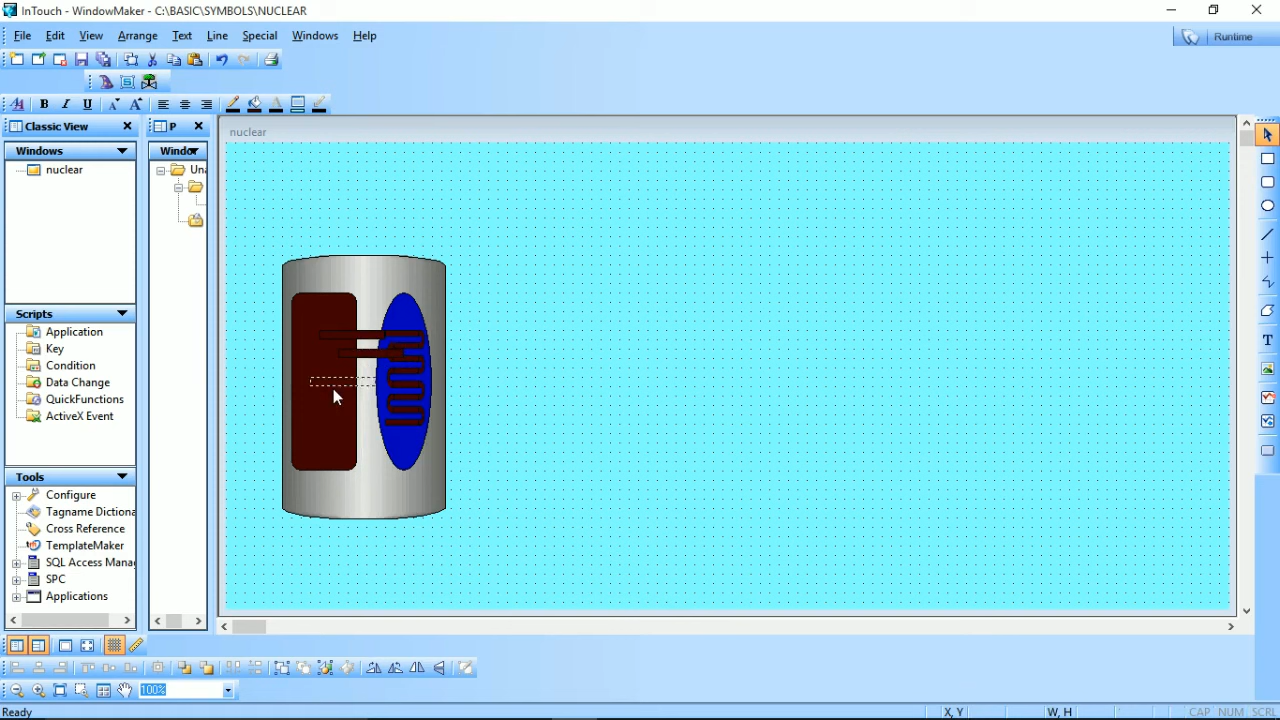 InTouch - WindowMaker - C:\BASIC\SYMBOLS\NUCLEAR
File Edit View Arrange Text Line Special Windows Help
Runtime
B I U A A
Classic View
P
nuclear
Windows
Window
nuclear
Una
Scripts
Application
Key
Condition
Data Change
QuickFunctions
ActiveX Event
Tools
Configure
Tagname Dictiona
Cross Reference
TemplateMaker
SQL Access Mana
SPC
Applications
100%
Ready
X, Y
W, H
CAP NUM SCRL